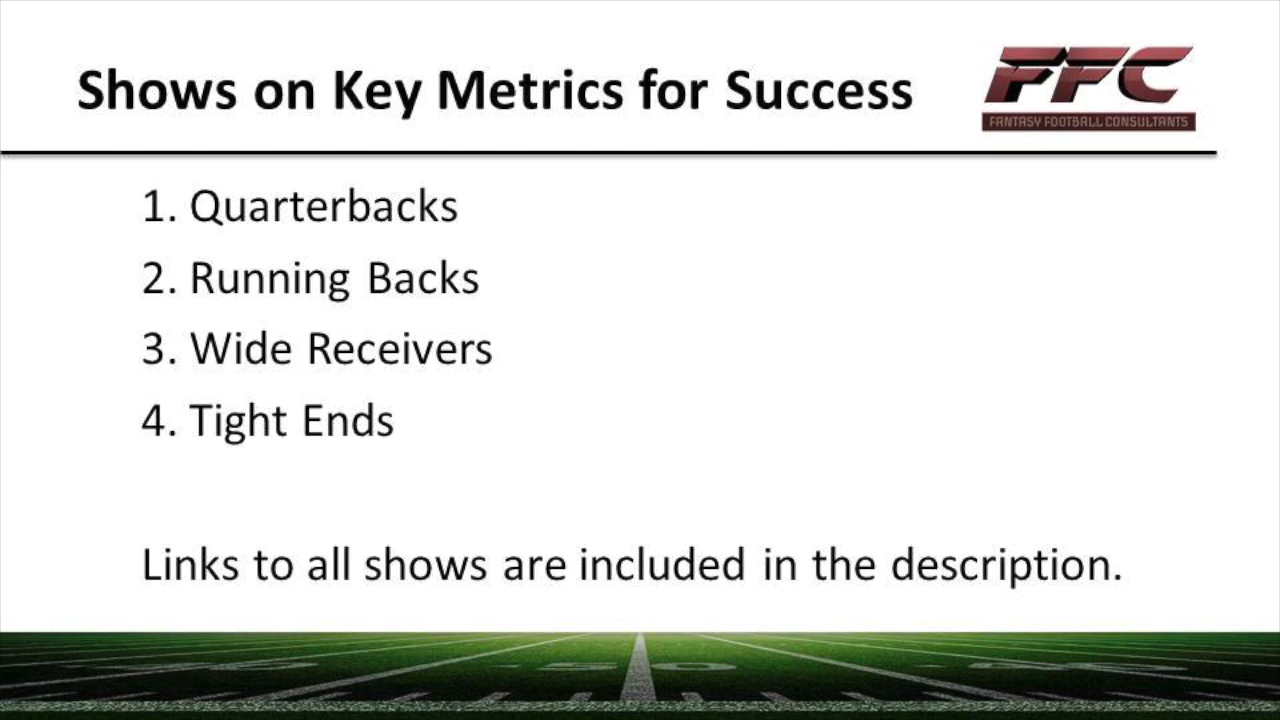 Shows on Key Metrics for Success
FFC
FANTASY FOOTBALL CONSULTANTS
1. Quarterbacks
2. Running Backs
3. Wide Receivers
4. Tight Ends
Links to all shows are included in the description.
50